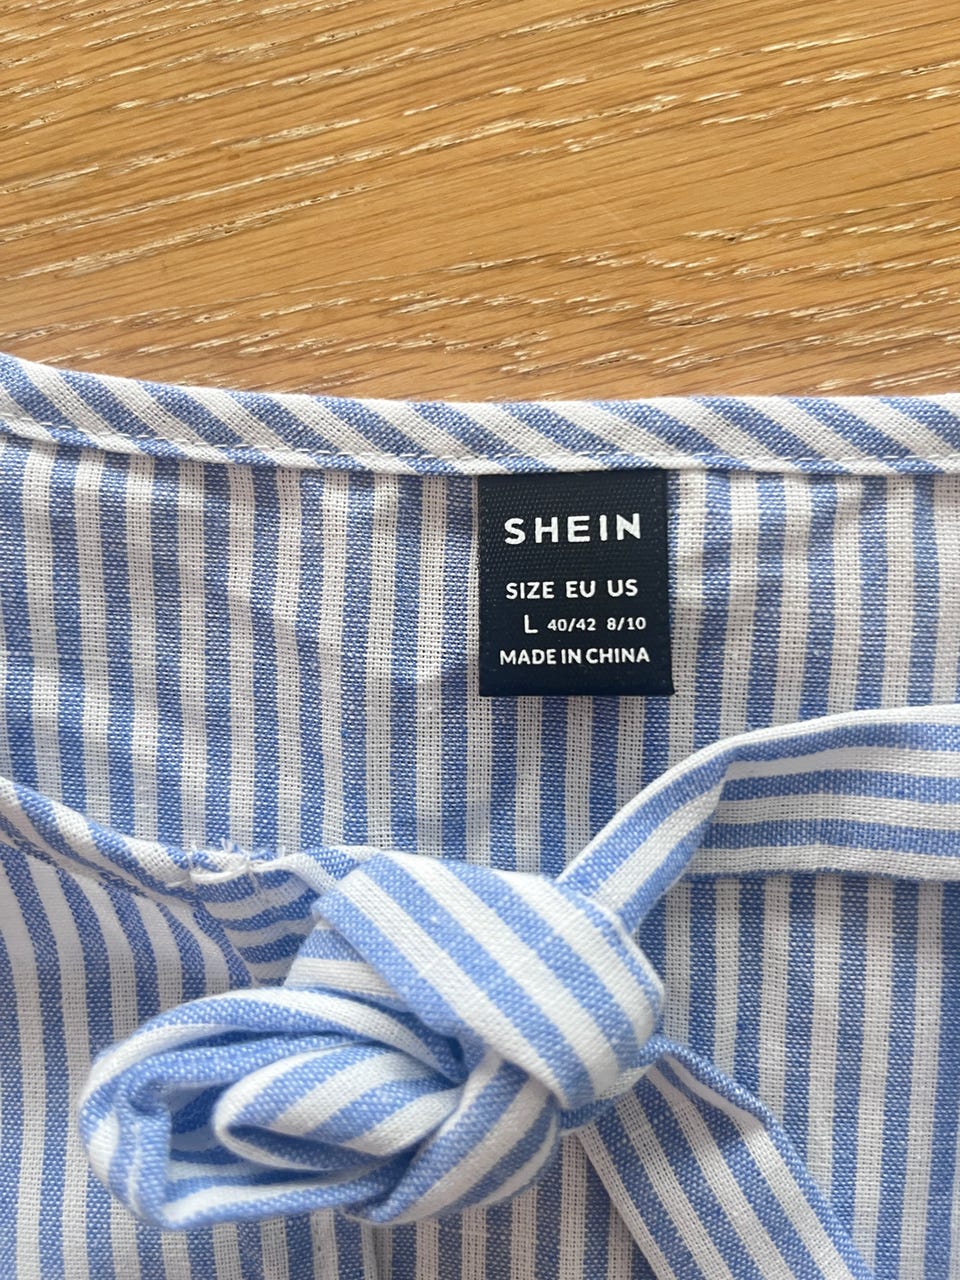 SHEIN
SIZE EU US
L 40/42 8/10
MADE IN CHINA